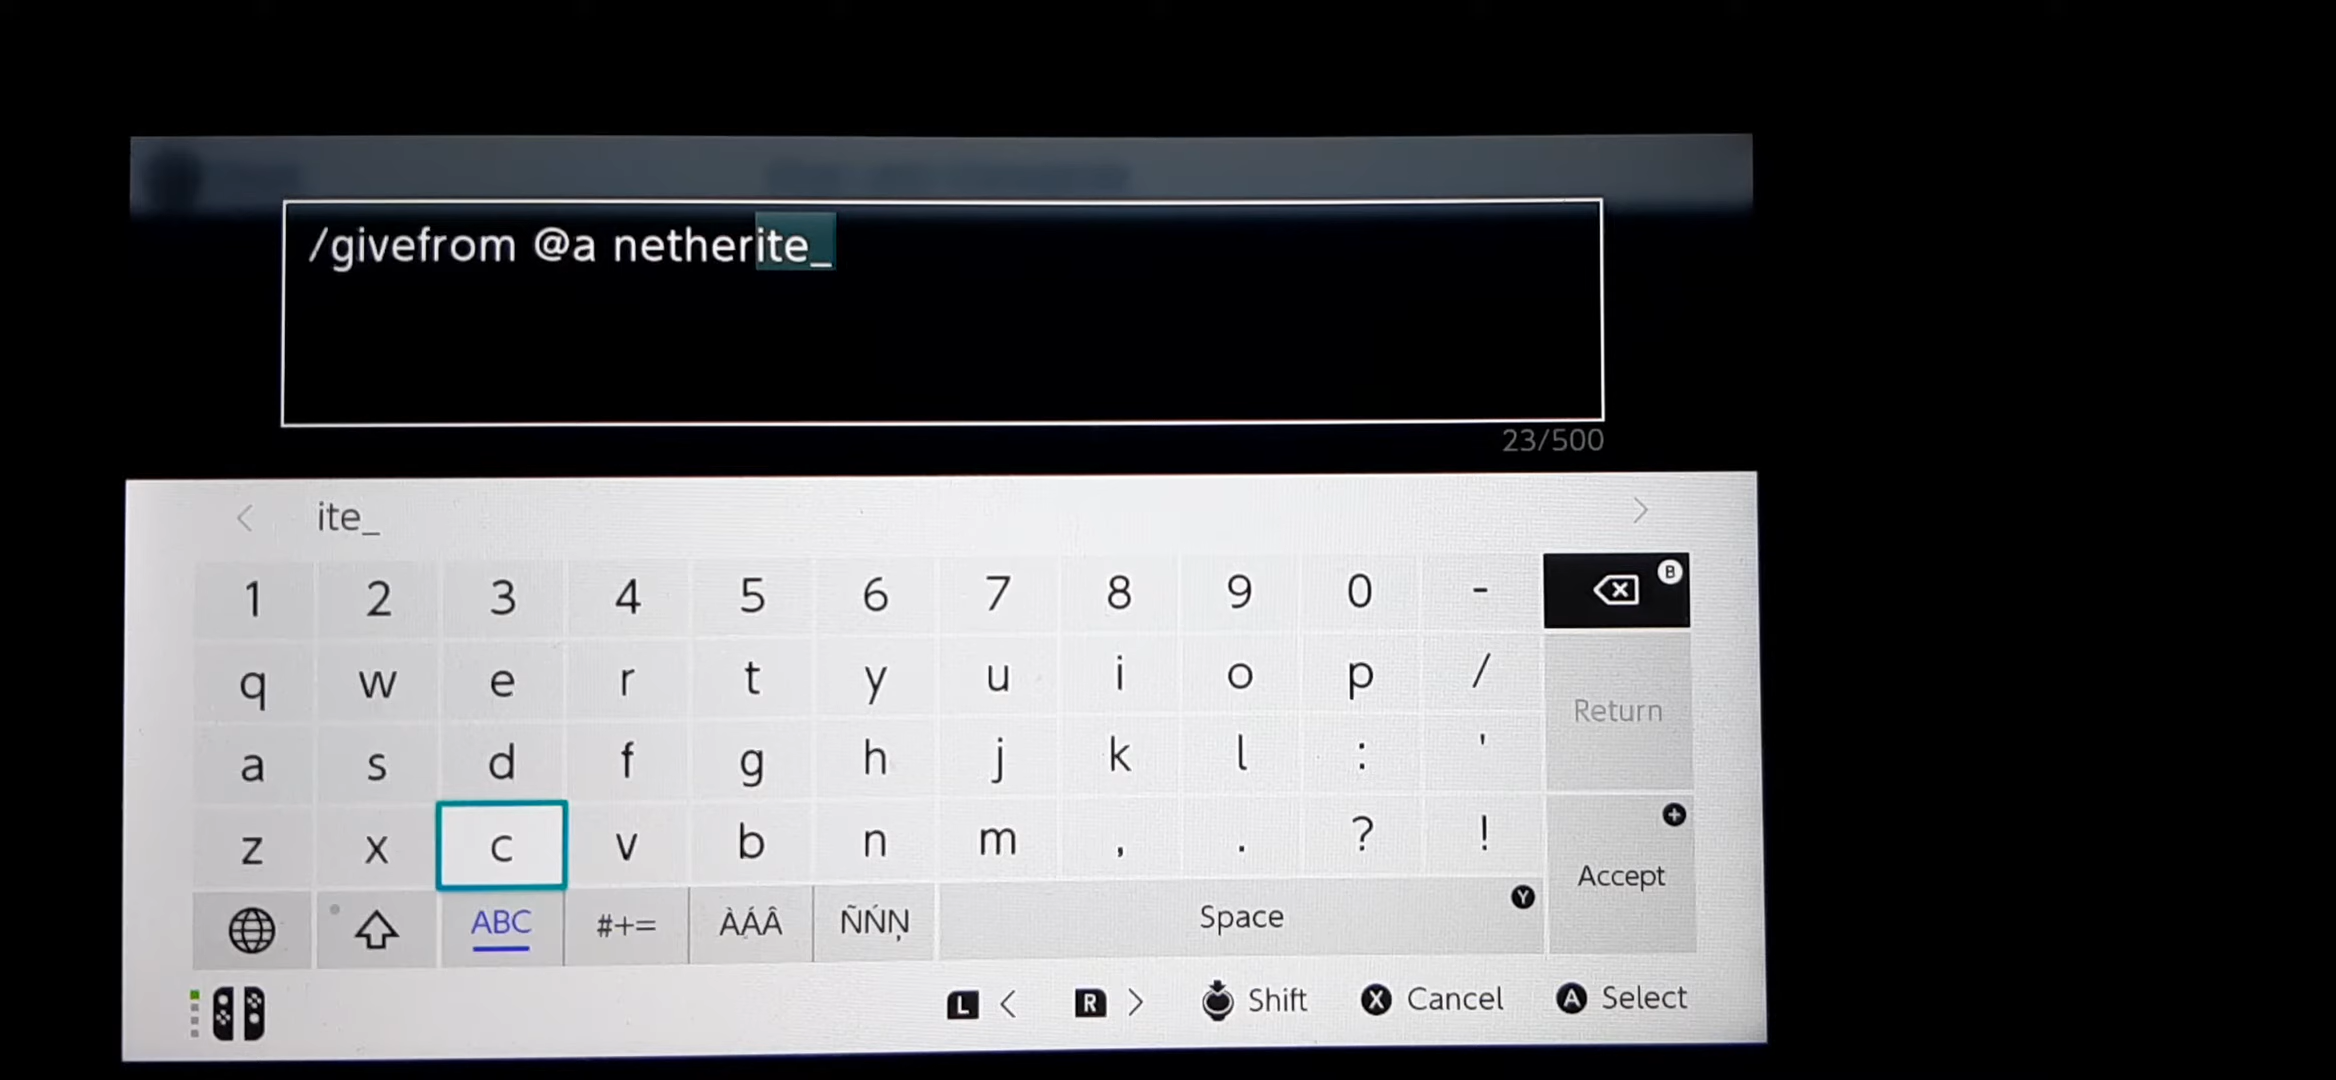 /givefrom @a netherite_
23/500
< ite_ >
1 2 3 4 5 6 7 8 9 0 - B
q w e r t y u i o p / Return
a s d f g h j k l : '
z x c v b n m , . ? ! + Accept
ABC #+= ÀÁÂ ÑŃŅ Space Y
L < R > Shift X Cancel A Select